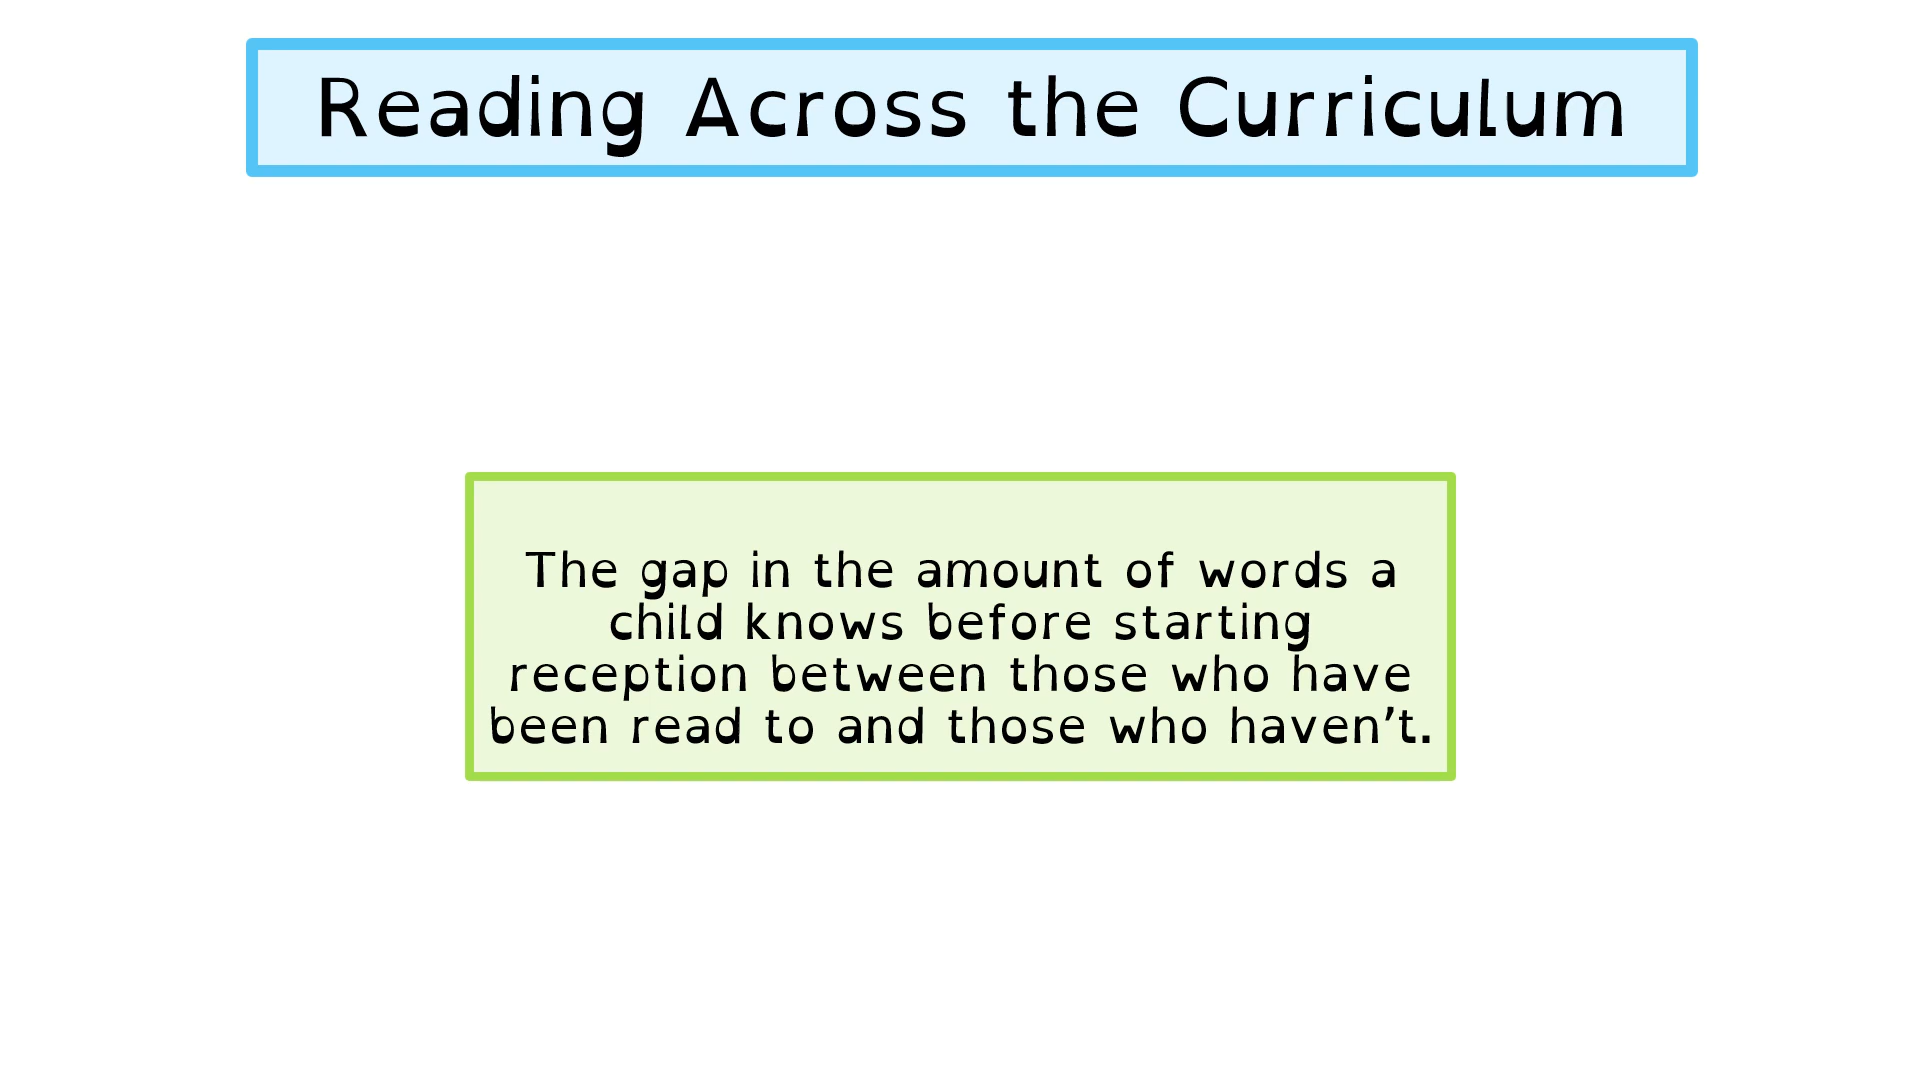 Reading Across the Curriculum
The gap in the amount of words a
child knows before starting
reception between those who have
been read to and those who haven’t.